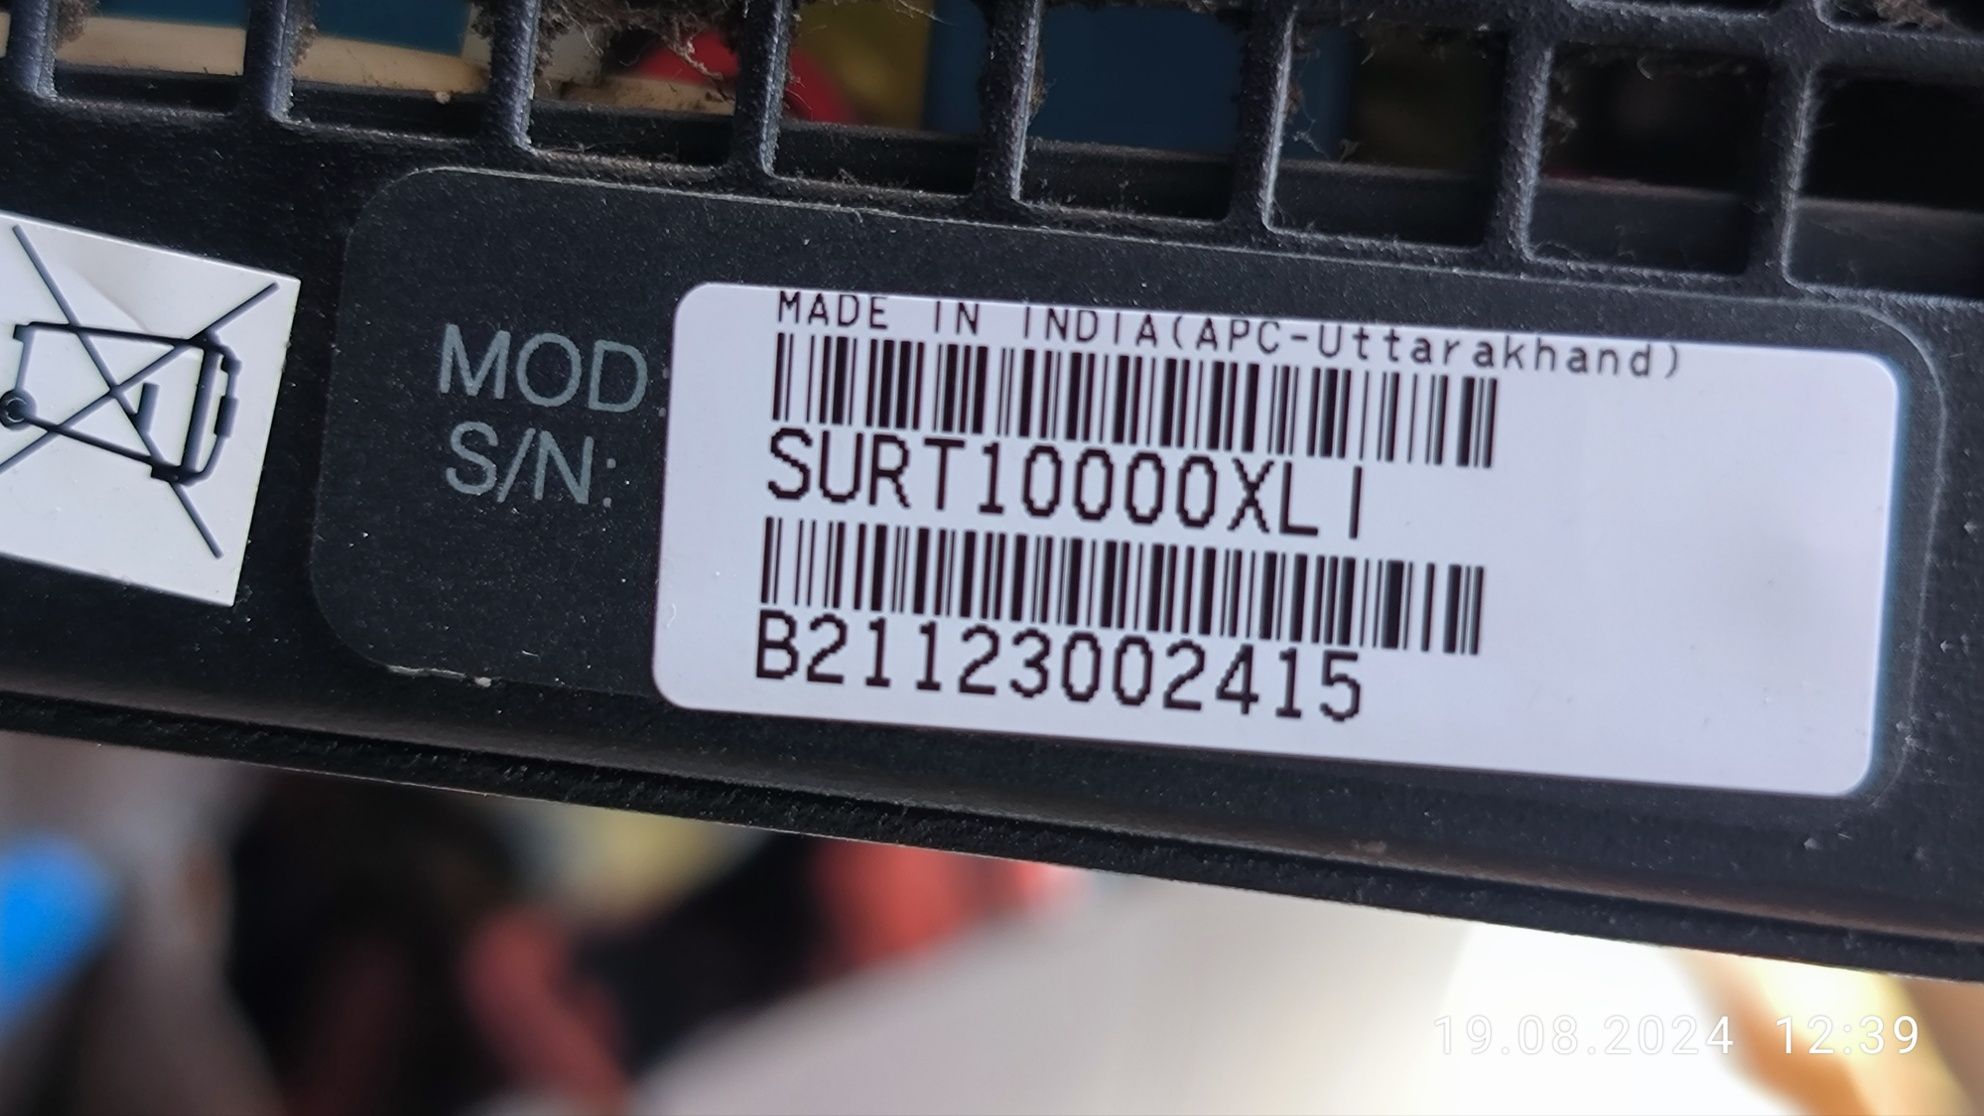 MADE IN INDIA(APC-Uttarakhand)
MOD:
SURT10000XLI
S/N:
B21123002415
19.08.2024 12:39